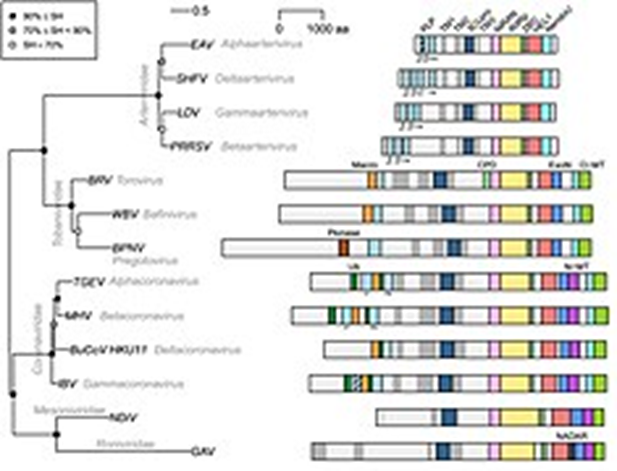 90% ≤ SH
70% ≤ SH < 90%
SH < 70%
0.5
0 1000 aa
EAV Alphaarterivirus
SHFV Deltaarterivirus
LDV Gammaarterivirus
PRRSV Betaarterivirus
Arteriviridae
Macro CPD ExoN O-MT
BRV Torovirus
WBV Bafinivirus
Tobaniviridae
BPNV
Pregotovirus
Ub N-MT
TGEV Alphacoronavirus
MHV Betacoronavirus
BuCoV HKU11 Deltacoronavirus
IBV Gammacoronavirus
Coronaviridae
Mesoniviridae NDiV
NADAR
Roniviridae GAV